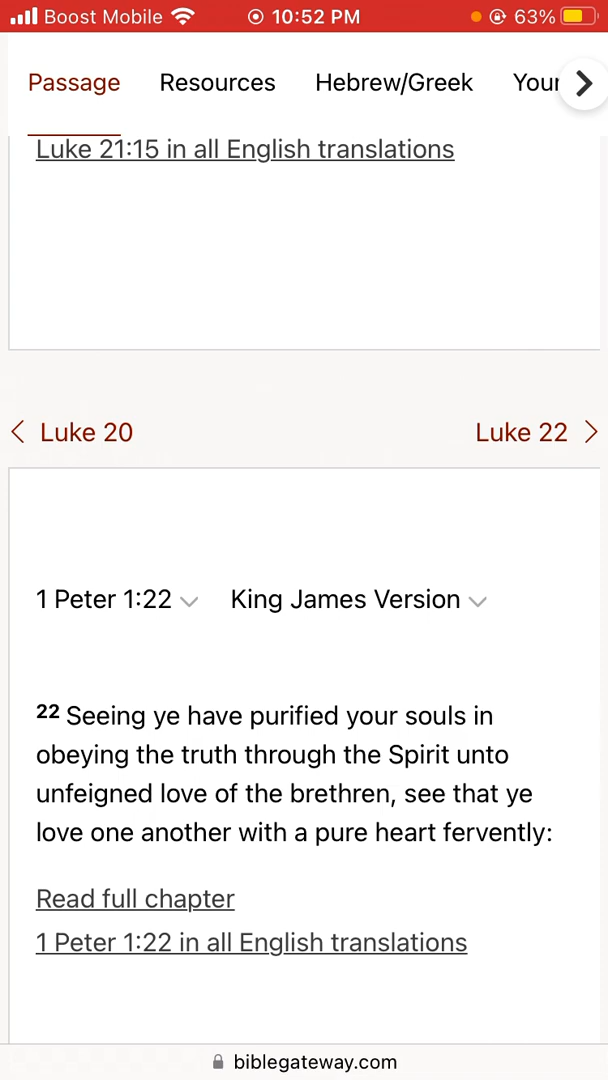 Boost Mobile 10:52 PM 63%
Passage Resources Hebrew/Greek Your
Luke 21:15 in all English translations
Luke 20 Luke 22
1 Peter 1:22 King James Version
22 Seeing ye have purified your souls in
obeying the truth through the Spirit unto
unfeigned love of the brethren, see that ye
love one another with a pure heart fervently:
Read full chapter
1 Peter 1:22 in all English translations
biblegateway.com